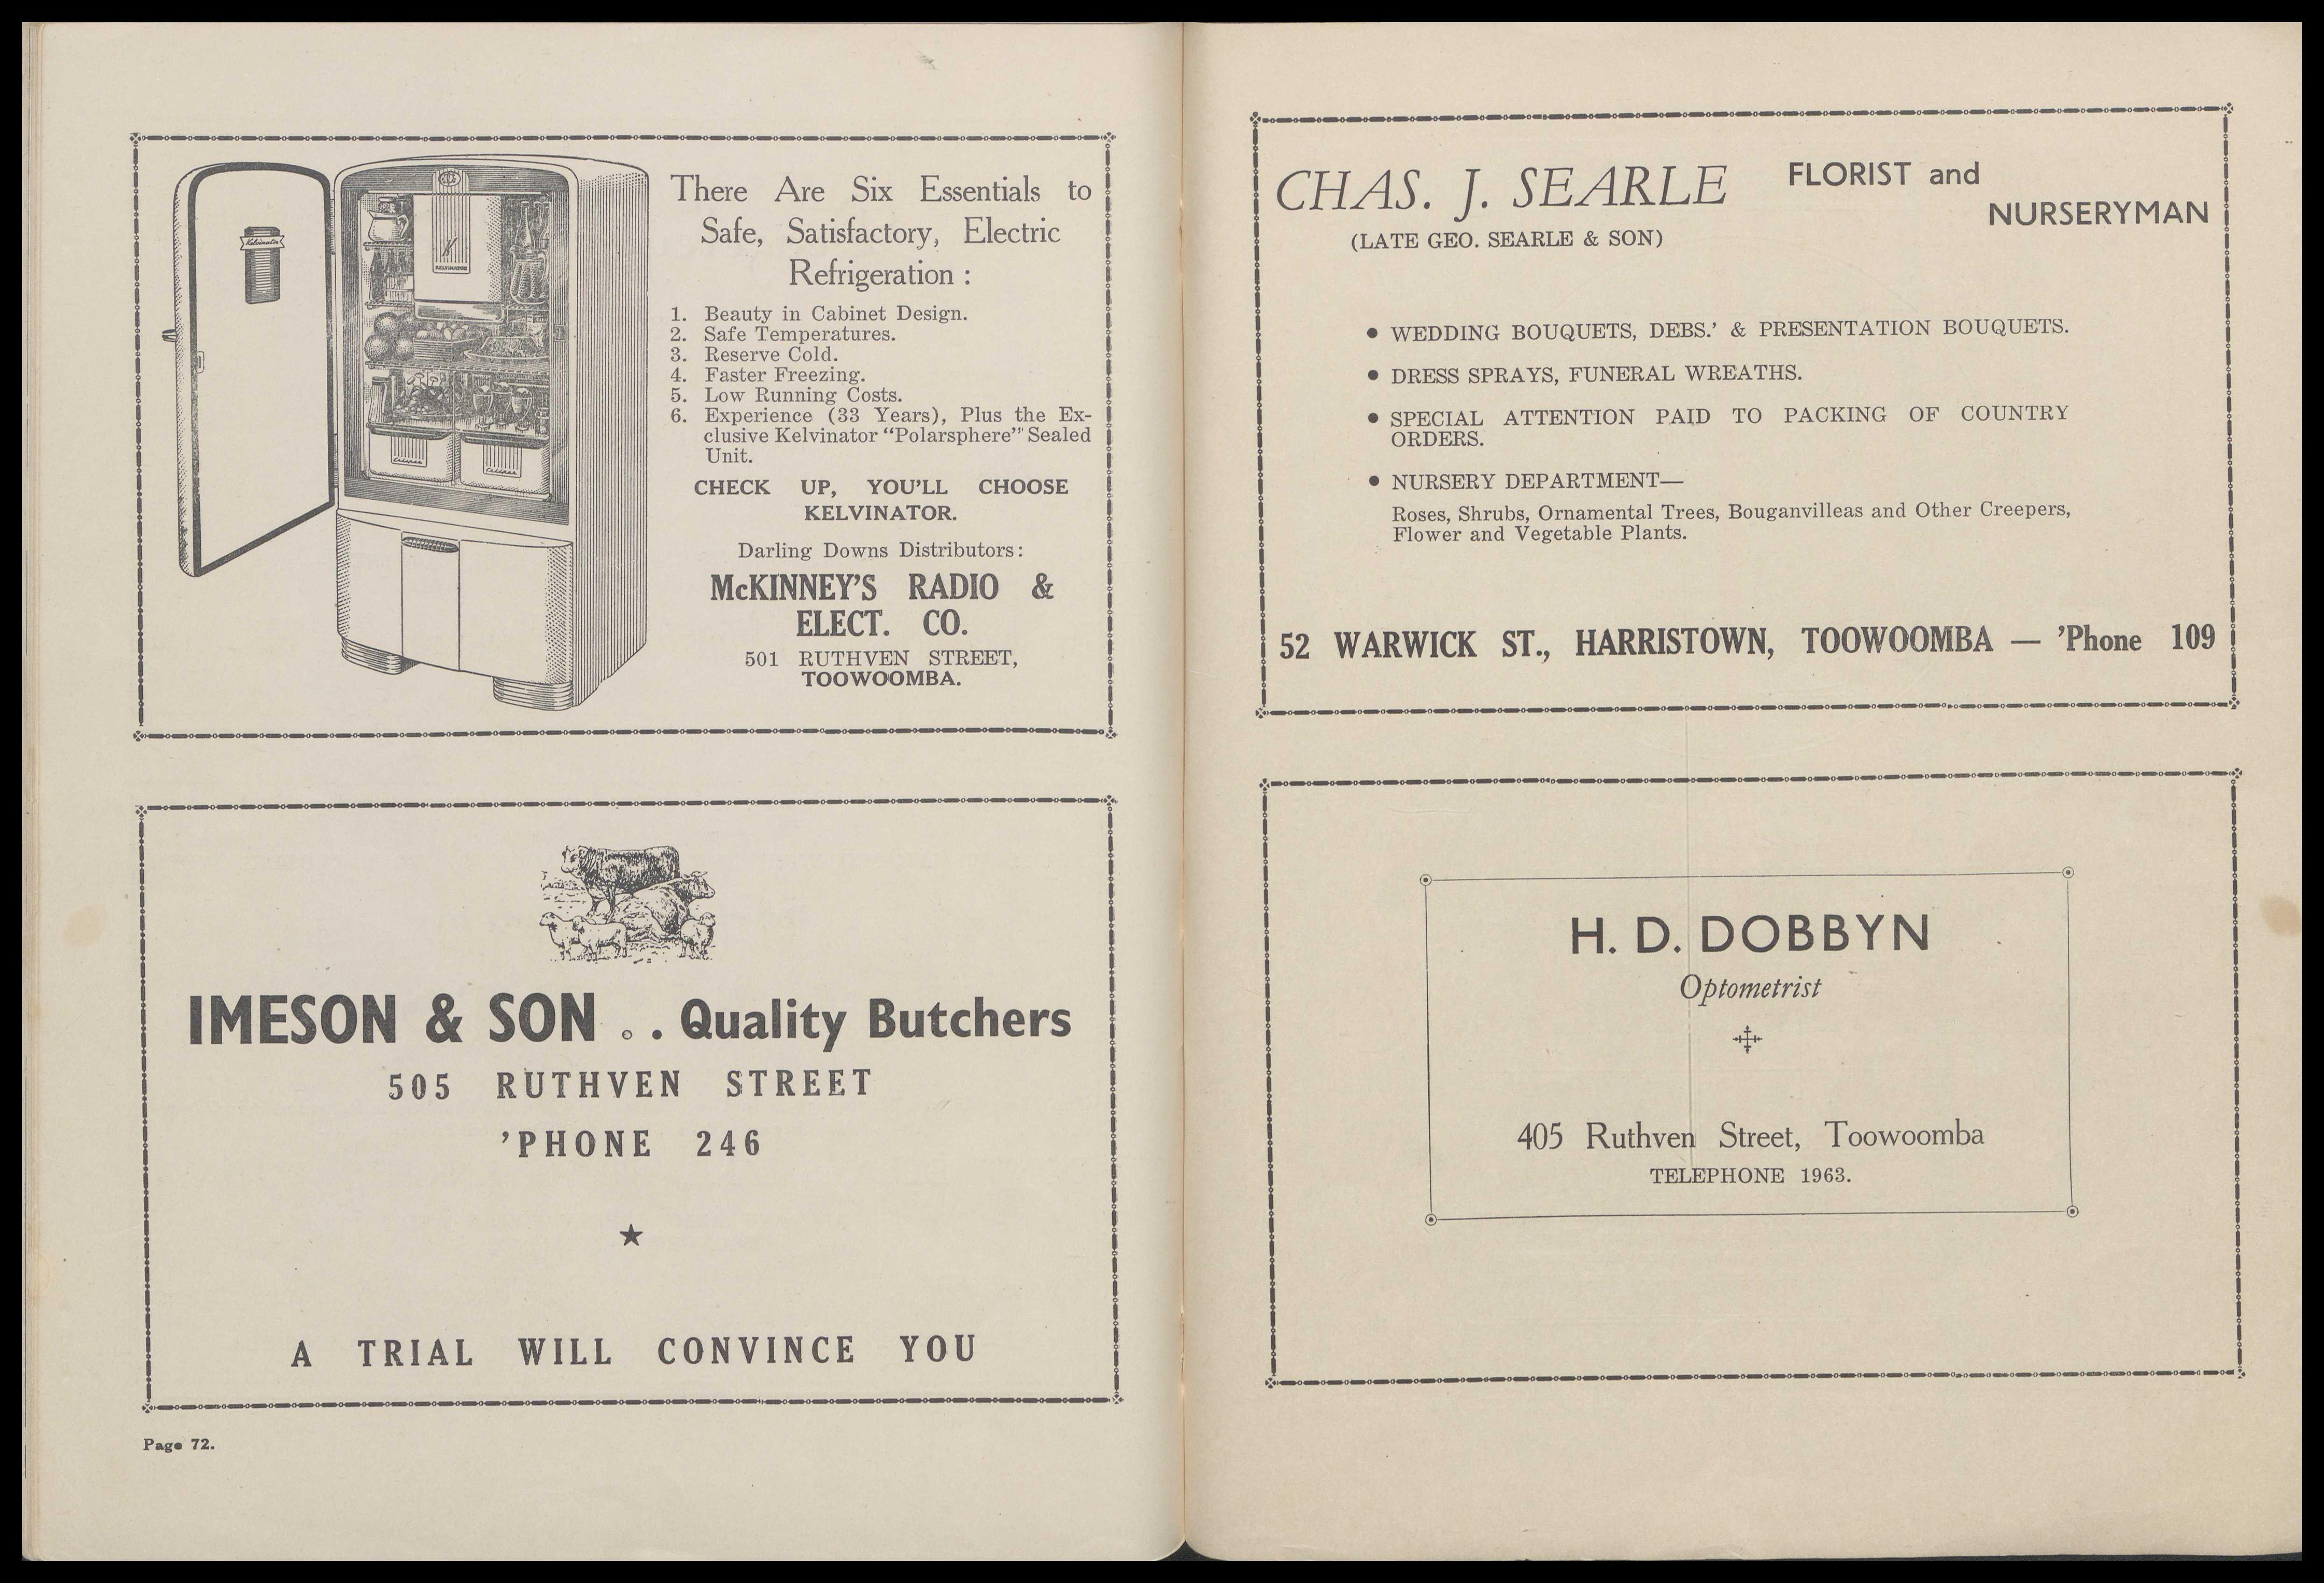 There Are Six Essentials to
Safe, Satisfactory, Electric
Refrigeration :
1. Beauty in Cabinet Design.
2. Safe Temperatures.
3. Reserve Cold.
4. Faster Freezing.
5. Low Running Costs.
6. Experience (33 Years), Plus the Ex-
clusive Kelvinator “Polarsphere” Sealed
Unit.
CHECK UP, YOU'LL CHOOSE
KELVINATOR.
Darling Downs Distributors:
McKINNEY'S RADIO &
ELECT. CO.
501 RUTHVEN STREET,
TOOWOOMBA.
Kelvinator
K
KELVINATOR
Crisper
Crisper
IMESON & SON . . Quality Butchers
505 RUTHVEN STREET
'PHONE 246
A TRIAL WILL CONVINCE YOU
Page 72.
CHAS. J. SEARLE FLORIST and
NURSERYMAN
(LATE GEO. SEARLE & SON)
● WEDDING BOUQUETS, DEBS.' & PRESENTATION BOUQUETS.
● DRESS SPRAYS, FUNERAL WREATHS.
● SPECIAL ATTENTION PAID TO PACKING OF COUNTRY
ORDERS.
● NURSERY DEPARTMENT—
Roses, Shrubs, Ornamental Trees, Bouganvilleas and Other Creepers,
Flower and Vegetable Plants.
52 WARWICK ST., HARRISTOWN, TOOWOOMBA — 'Phone 109
H. D. DOBBYN
Optometrist
405 Ruthven Street, Toowoomba
TELEPHONE 1963.